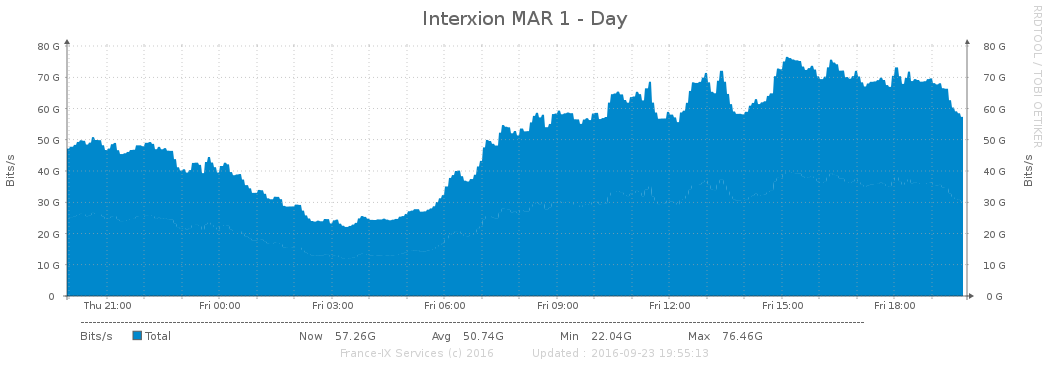 Interxion MAR 1 - Day
RRDTOOL / TOBI OETIKER
80 G 80 G
70 G 70 G
60 G 60 G
50 G 50 G
40 G 40 G
30 G 30 G
20 G 20 G
10 G 10 G
0 0 G
Bits/s
Bits/s
Thu 21:00 Fri 00:00 Fri 03:00 Fri 06:00 Fri 09:00 Fri 12:00 Fri 15:00 Fri 18:00
Bits/s Total Now 57.26G Avg 50.74G Min 22.04G Max 76.46G
France-IX Services (c) 2016 Updated : 2016-09-23 19:55:13